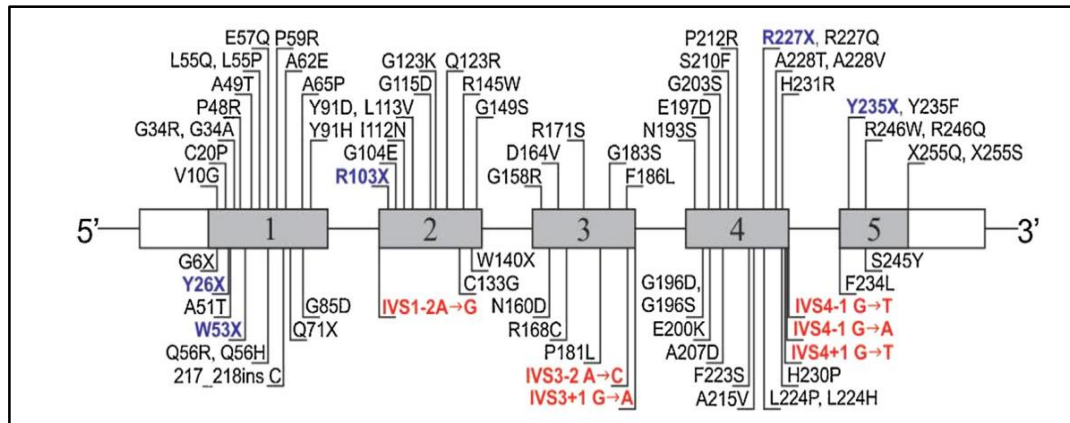 E57Q P59R
L55Q, L55P A62E
A49T A65P
P48R Y91D, L113V
G34R, G34A Y91H I112N
C20P G104E
V10G R103X
G123K Q123R
G115D R145W
G149S
R171S
D164V G183S
G158R F186L
P212R R227X, R227Q
S210F A228T, A228V
G203S H231R
E197D
N193S
Y235X, Y235F
R246W, R246Q
X255Q, X255S
5’ 1 2 3 4 5 3’
G6X
Y26X
A51T G85D
W53X Q71X
Q56R, Q56H
217_218ins C
W140X
C133G
IVS1-2A→G
N160D
R168C
P181L
IVS3-2 A→C
IVS3+1 G→A
G196D,
G196S
E200K
A207D
F223S
A215V
S245Y
F234L
IVS4-1 G→T
IVS4-1 G→A
IVS4+1 G→T
H230P
L224P, L224H